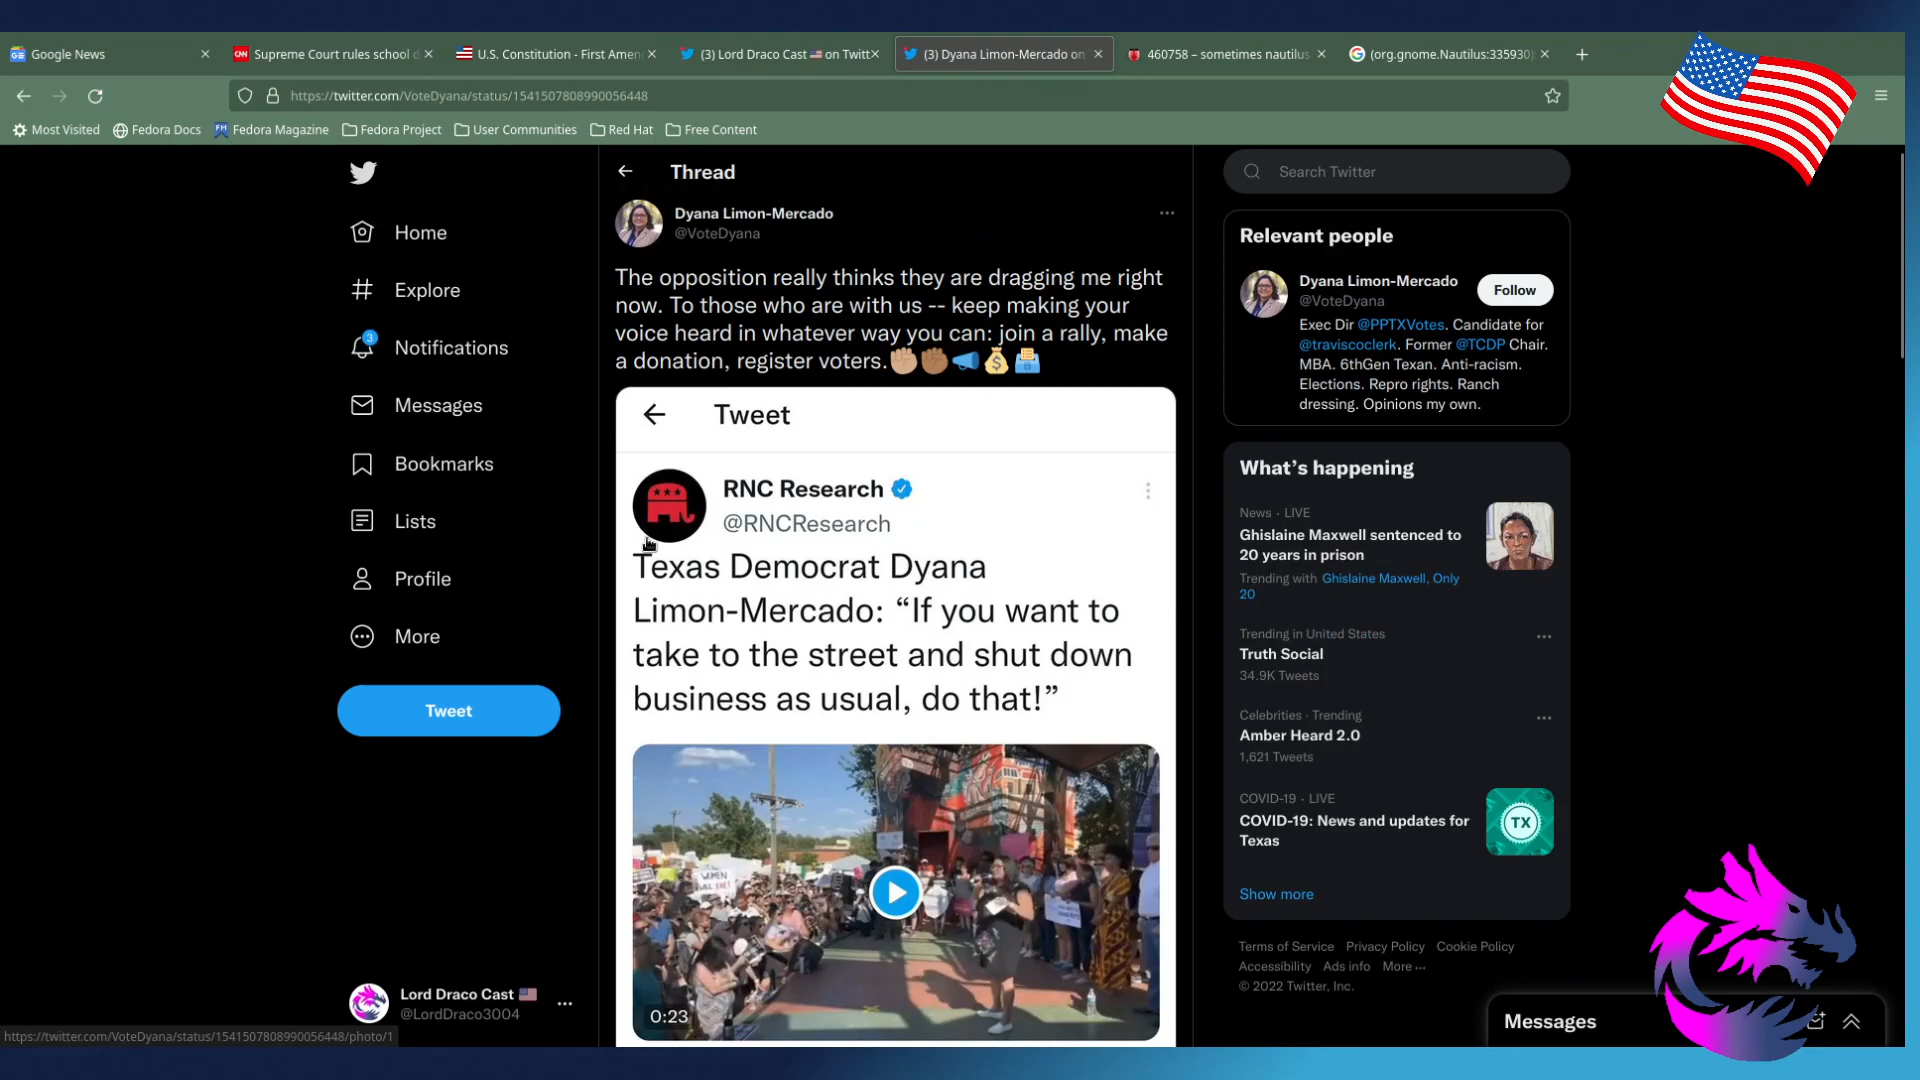 Google News
Supreme Court rules school d
U.S. Constitution - First Amen
(3) Lord Draco Cast 🇺🇸 on Twitt
(3) Dyana Limon-Mercado on
460758 – sometimes nautilus
(org.gnome.Nautilus:335930):
https://twitter.com/VoteDyana/status/1541507808990056448
Most Visited
Fedora Docs
Fedora Magazine
Fedora Project
User Communities
Red Hat
Free Content
Home
Explore
3
Notifications
Messages
Bookmarks
Lists
Profile
More
Tweet
Lord Draco Cast 🇺🇸
@LordDraco3004
https://twitter.com/VoteDyana/status/1541507808990056448/photo/1
Thread
Dyana Limon-Mercado
@VoteDyana
The opposition really thinks they are dragging me right
now. To those who are with us -- keep making your
voice heard in whatever way you can: join a rally, make
a donation, register voters.✊🏼✊🏾📣💰🗳️
Tweet
RNC Research
@RNCResearch
Texas Democrat Dyana
Limon-Mercado: “If you want to
take to the street and shut down
business as usual, do that!”
WOMEN
0:23
Search Twitter
Relevant people
Dyana Limon-Mercado
@VoteDyana
Follow
Exec Dir @PPTXVotes. Candidate for
@traviscoclerk. Former @TCDP Chair.
MBA. 6thGen Texan. Anti-racism.
Elections. Repro rights. Ranch
dressing. Opinions my own.
What’s happening
News · LIVE
Ghislaine Maxwell sentenced to
20 years in prison
Trending with Ghislaine Maxwell, Only
20
Trending in United States
Truth Social
34.9K Tweets
Celebrities · Trending
Amber Heard 2.0
1,621 Tweets
COVID-19 · LIVE
COVID-19: News and updates for
Texas
TX
Show more
Terms of Service Privacy Policy Cookie Policy
Accessibility Ads info More ···
© 2022 Twitter, Inc.
Messages